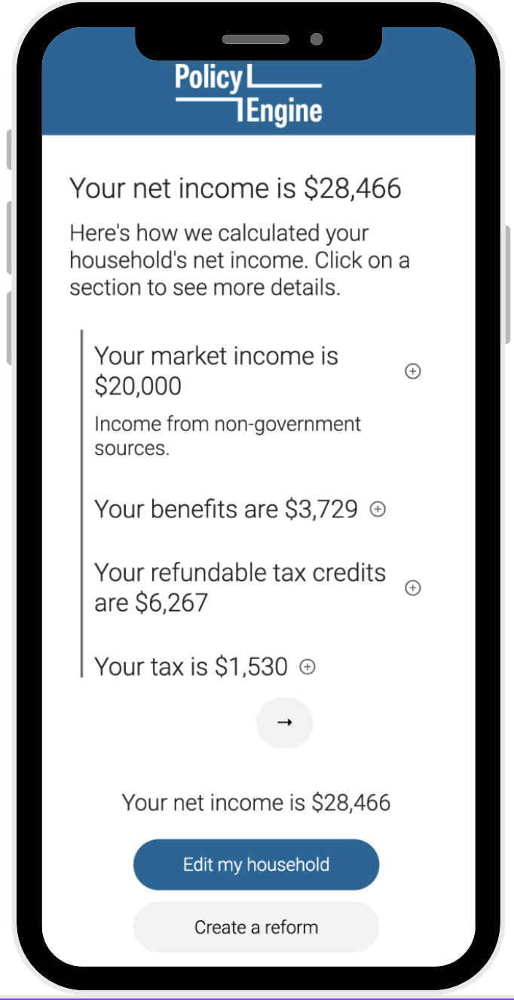 Policy
Engine
Your net income is $28,466
Here's how we calculated your
household's net income. Click on a
section to see more details.
Your market income is
$20,000
Income from non-government
sources.
Your benefits are $3,729
Your refundable tax credits
are $6,267
Your tax is $1,530
→
Your net income is $28,466
Edit my household
Create a reform